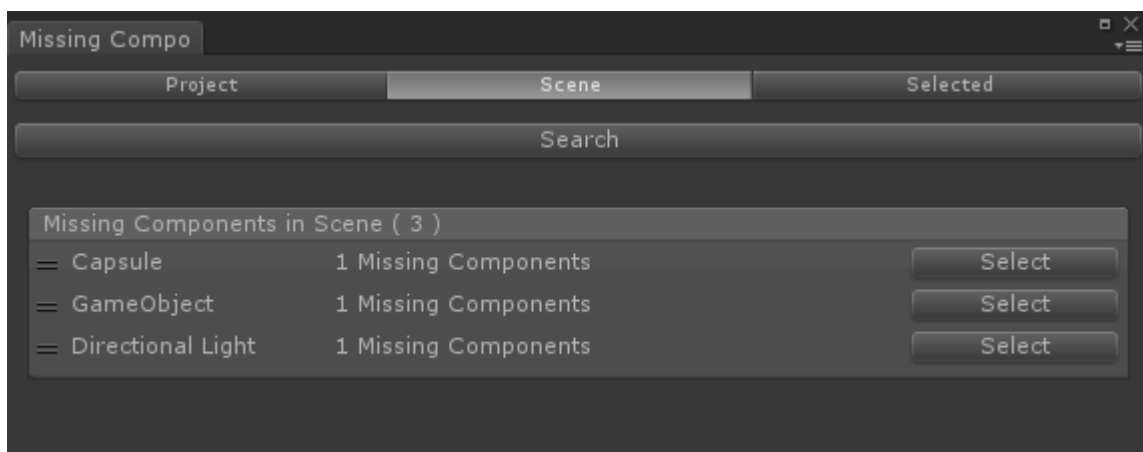 Missing Compo
Project Scene Selected
Search
Missing Components in Scene ( 3 )
Capsule 1 Missing Components Select
GameObject 1 Missing Components Select
Directional Light 1 Missing Components Select